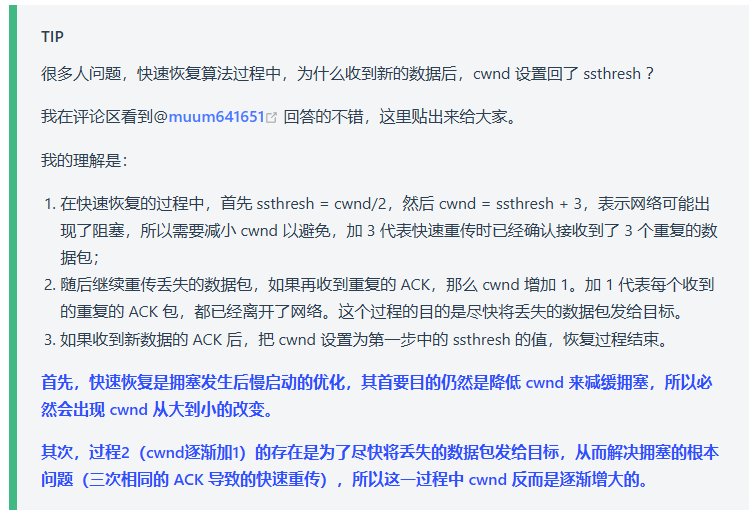 TIP
很多人问题，快速恢复算法过程中，为什么收到新的数据后，cwnd 设置回了 ssthresh ？
我在评论区看到@muum641651 回答的不错，这里贴出来给大家。
我的理解是：
1. 在快速恢复的过程中，首先 ssthresh = cwnd/2，然后 cwnd = ssthresh + 3，表示网络可能出
现了阻塞，所以需要减小 cwnd 以避免，加 3 代表快速重传时已经确认接收到了 3 个重复的数
据包；
2. 随后继续重传丢失的数据包，如果再收到重复的 ACK，那么 cwnd 增加 1。加 1 代表每个收到
的重复的 ACK 包，都已经离开了网络。这个过程的目的是尽快将丢失的数据包发给目标。
3. 如果收到新数据的 ACK 后，把 cwnd 设置为第一步中的 ssthresh 的值，恢复过程结束。
首先，快速恢复是拥塞发生后慢启动的优化，其首要目的仍然是降低 cwnd 来减缓拥塞，所以必
然会出现 cwnd 从大到小的改变。
其次，过程2（cwnd逐渐加1）的存在是为了尽快将丢失的数据包发给目标，从而解决拥塞的根本
问题（三次相同的 ACK 导致的快速重传），所以这一过程中 cwnd 反而是逐渐增大的。